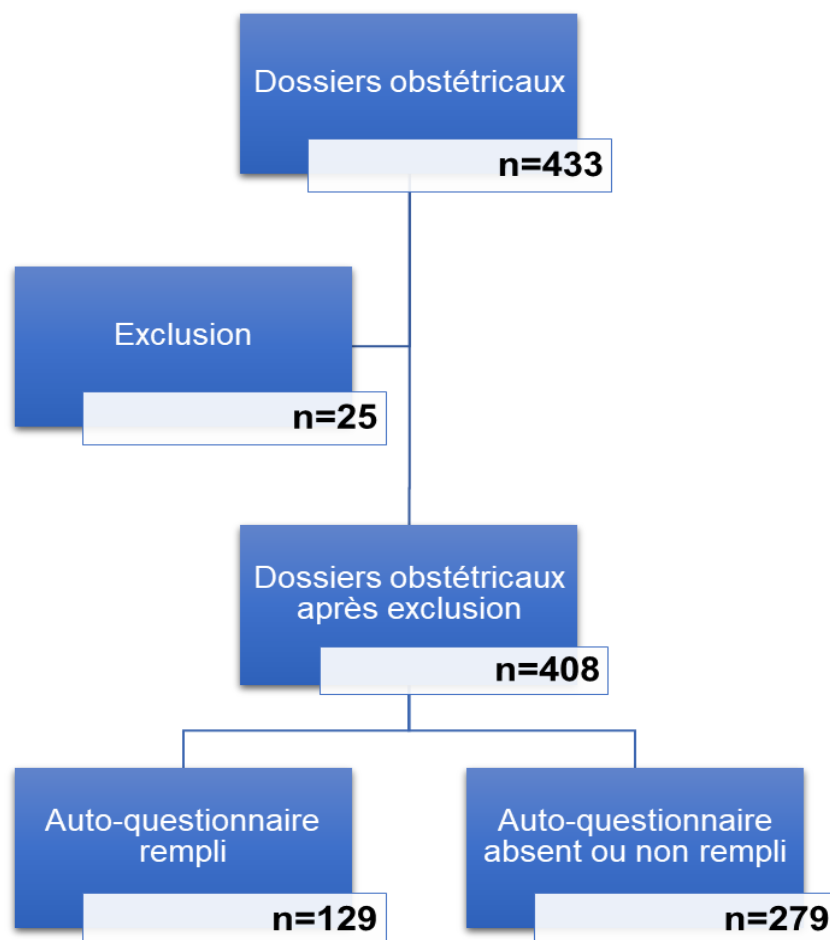 Dossiers obstétricaux
n=433
Exclusion
n=25
Dossiers obstétricaux
après exclusion
n=408
Auto-questionnaire
rempli
n=129
Auto-questionnaire
absent ou non rempli
n=279